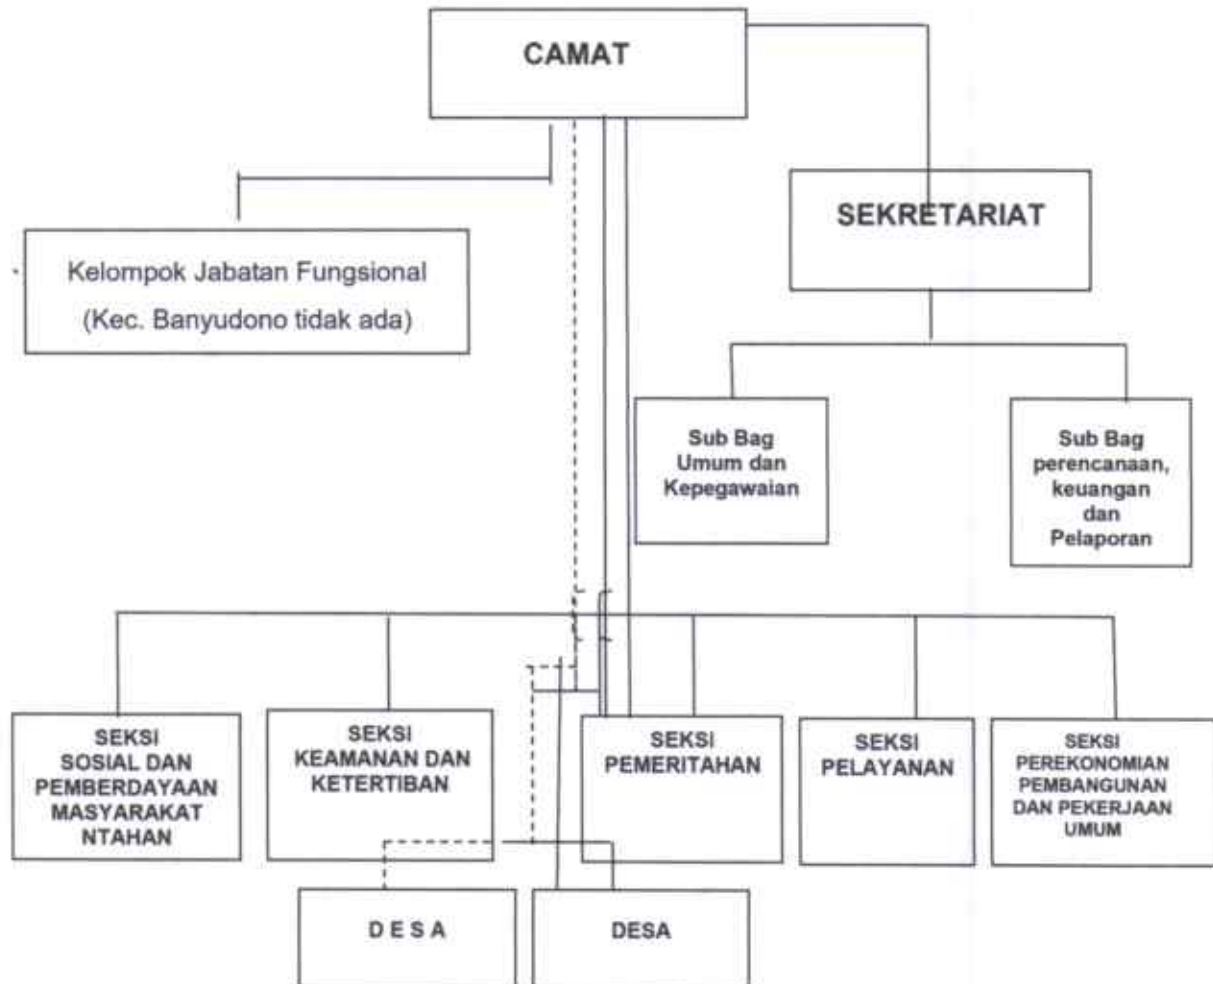 CAMAT
SEKRETARIAT
Kelompok Jabatan Fungsional
(Kec. Banyudono tidak ada)
Sub Bag
Umum dan
Kepegawaian
Sub Bag
perencanaan,
keuangan
dan
Pelaporan
SEKSI
SOSIAL DAN
PEMBERDAYAAN
MASYARAKAT
NTAHAN
SEKSI
KEAMANAN DAN
KETERTIBAN
SEKSI
PEMERITAHAN
SEKSI
PELAYANAN
SEKSI
PEREKONOMIAN
PEMBANGUNAN
DAN PEKERJAAN
UMUM
D E S A
DESA